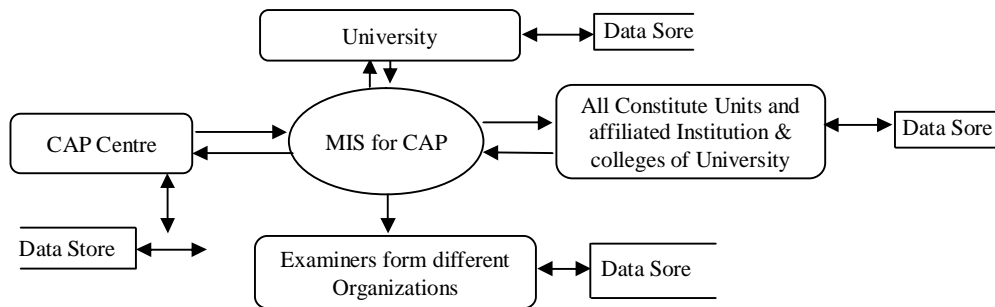 University
Data Sore
All Constitute Units and
affiliated Institution &
colleges of University
Data Sore
CAP Centre
MIS for CAP
Data Store
Examiners form different
Organizations
Data Sore